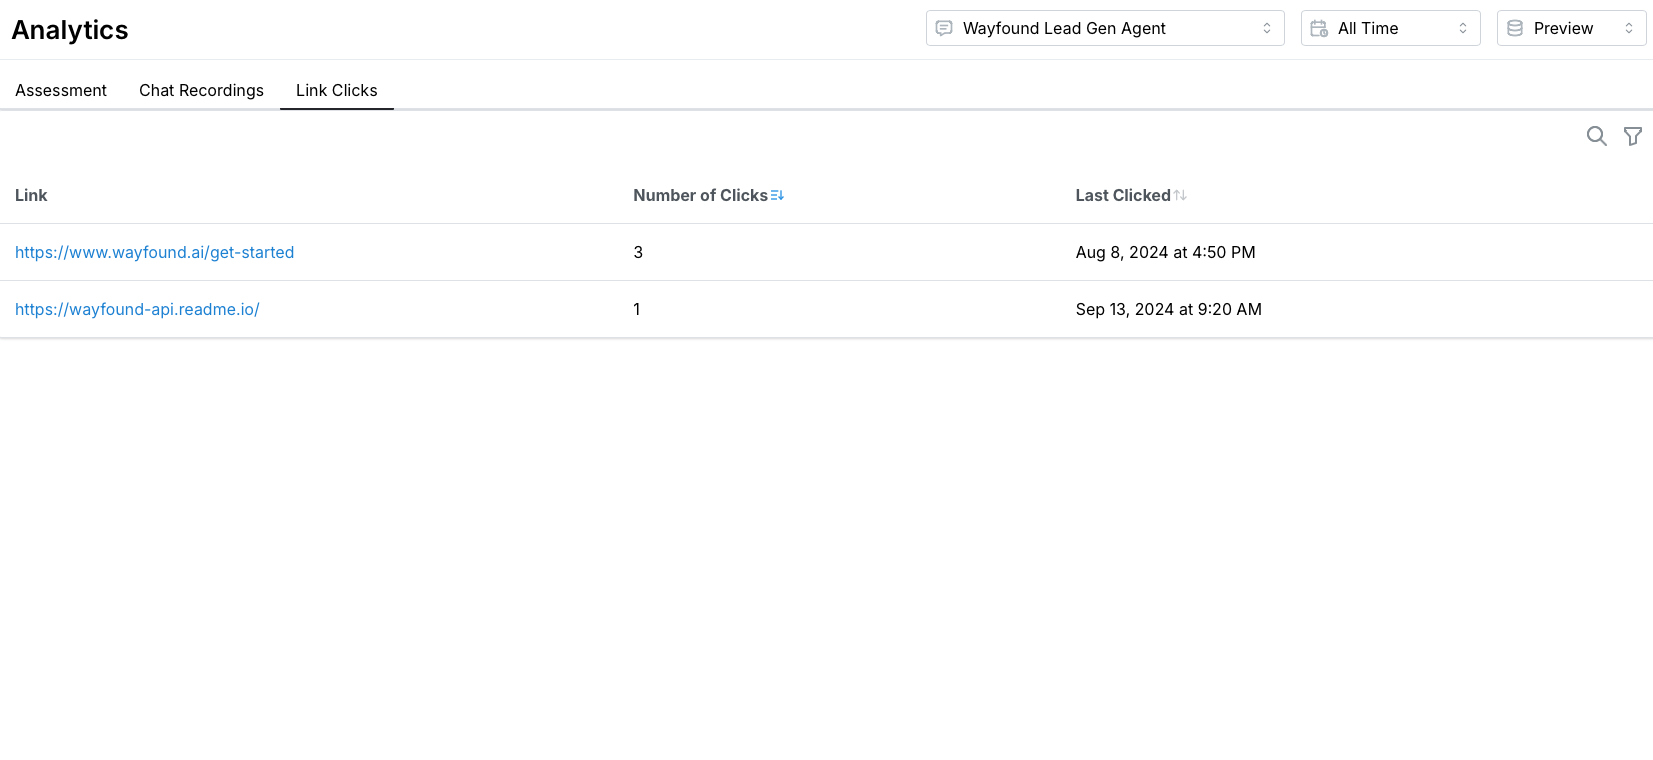 Analytics
Wayfound Lead Gen Agent
All Time
Preview
Assessment Chat Recordings Link Clicks
Link Number of Clicks Last Clicked
https://www.wayfound.ai/get-started 3 Aug 8, 2024 at 4:50 PM
https://wayfound-api.readme.io/ 1 Sep 13, 2024 at 9:20 AM